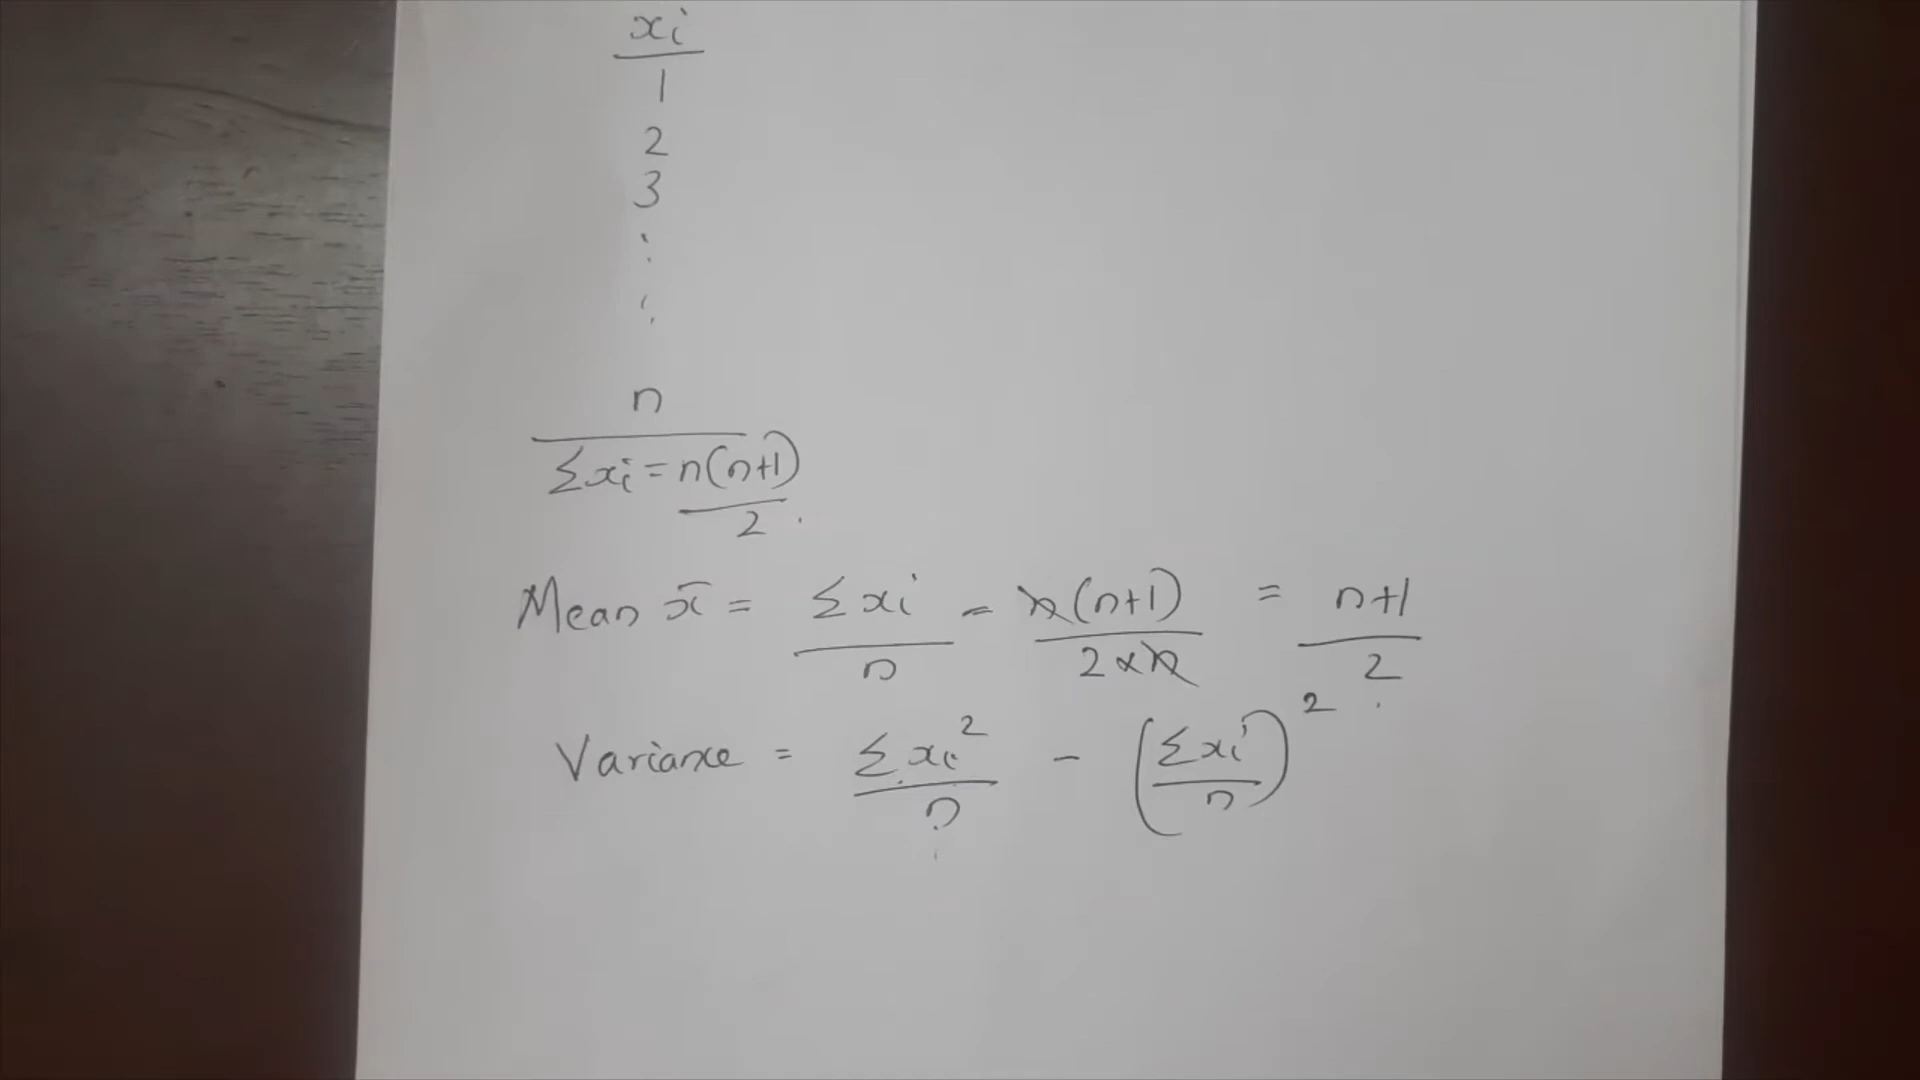 xi
1
2
3
:
:
n
Σxi = n(n+1)/2.
Mean x̄ = Σxi/n = n(n+1)/2×n = n+1/2.
Variance = Σxi²/n - (Σxi/n)²